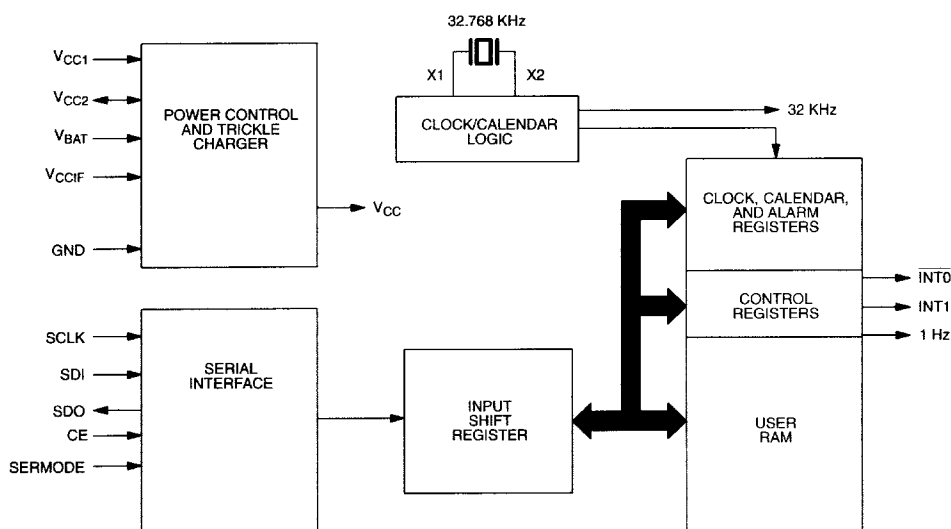 32.768 KHz
X1
X2
CLOCK/CALENDAR
LOGIC
32 KHz
VCC1
VCC2
VBAT
VCCIF
GND
POWER CONTROL
AND TRICKLE
CHARGER
VCC
CLOCK, CALENDAR,
AND ALARM
REGISTERS
CONTROL
REGISTERS
INT0
INT1
1 Hz
USER
RAM
SCLK
SDI
SDO
CE
SERMODE
SERIAL
INTERFACE
INPUT
SHIFT
REGISTER